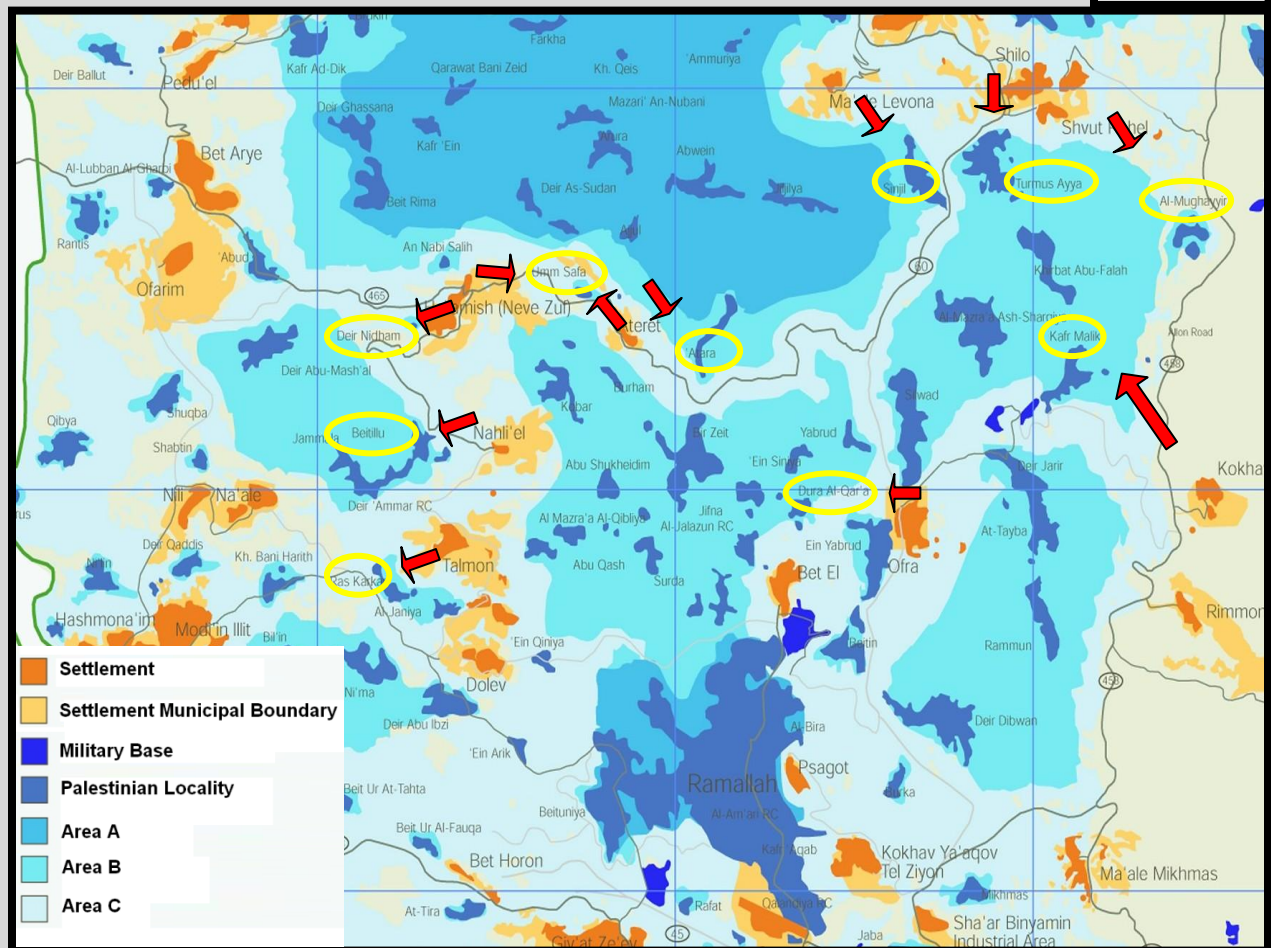 Farkha
'Ammuriya
Shilo
Deir Ballut
Pedu'el
Kafr Ad-Dik
Qarawat Bani Zeid
Kh. Qeis
Ma'ale Levona
Deir Ghassana
Mazari' An-Nubani
Arura
Shvut Rahel
Bet Arye
Kafr 'Ein
Abwein
Al-Lubban Al-Gharbi
Deir As-Sudan
Jiljilya
Sinjil
Turmus Ayya
Al-Mughayyir
Beit Rima
Rantis
'Abud
An Nabi Salih
Atul
Umm Safa
60
Khirbat Abu-Falah
Ofarim
465
(Neve Zuf)
Al Mazra'a Ash-Sharqiya
Deir Nidham
Ateret
Kafr Malik
Allon Road
'Atara
458
Deir Abu-Mash'al
Burham
Silwad
Shuqba
Kobar
Qibya
Jammala
Beitillu
Nahli'el
Bir Zeit
Yabrud
Shabtin
Abu Shukheidim
'Ein Siniya
Deir Jarir
Kokha
Nili
Na'ale
Deir 'Ammar RC
Dura Al-Qar'a
rus
Al Mazra'a Al-Qibliya
Jifna
Al-Jalazun RC
At-Tayba
Deir Qaddis
Kh. Bani Harith
Ein Yabrud
Ni'lin
Ras Karkar
Talmon
Abu Qash
Surda
Bet El
Ofra
Hashmona'im
Modi'in Illit
Al-Janiya
Rimmon
Bil'in
'Ein Qiniya
Beitin
Rammun
Settlement
Dolev
458
Ni'ma
Settlement Municipal Boundary
Deir Abu Ibzi
Al-Bira
Deir Dibwan
Military Base
'Ein Arik
Psagot
Palestinian Locality
Beit Ur At-Tahta
Ramallah
Burka
Area A
Beituniya
Al-Am'ari RC
Beit Ur Al-Fauqa
Kafr 'Aqab
Kokhav Ya'aqov
Tel Ziyon
Area B
Bet Horon
Ma'ale Mikhmas
Area C
At-Tira
Rafat
Qalandiya RC
Mikhmas
45
Jaba
Sha'ar Binyamin
Industrial Area
Giv'at Ze'ev